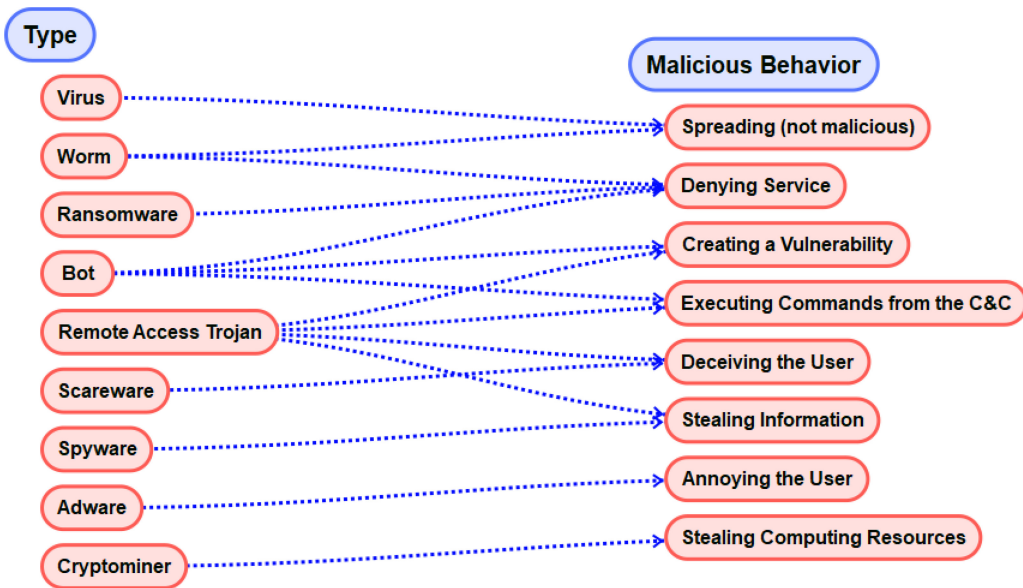 Type
Malicious Behavior
Virus
Spreading (not malicious)
Worm
Denying Service
Ransomware
Creating a Vulnerability
Bot
Executing Commands from the C&C
Remote Access Trojan
Deceiving the User
Scareware
Stealing Information
Spyware
Annoying the User
Adware
Stealing Computing Resources
Cryptominer